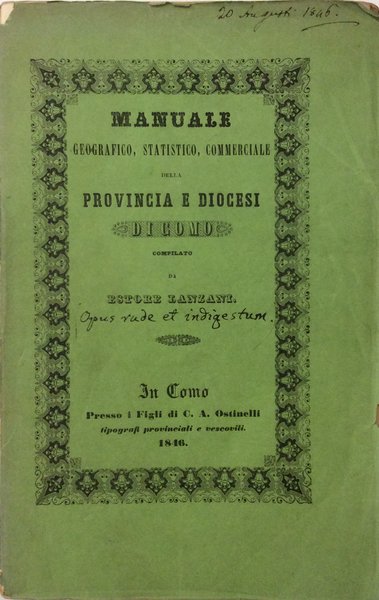 20 Augusti 1846.
MANUALE
GEOGRAFICO, STATISTICO, COMMERCIALE
DELLA
PROVINCIA E DIOCESI
DI COMO
COMPILATO
DA
ESTORE LANZANI.
Opus rude et indigestum.
In Como
Presso i Figli di C. A. Ostinelli
tipografi provinciali e vescovili.
1846.